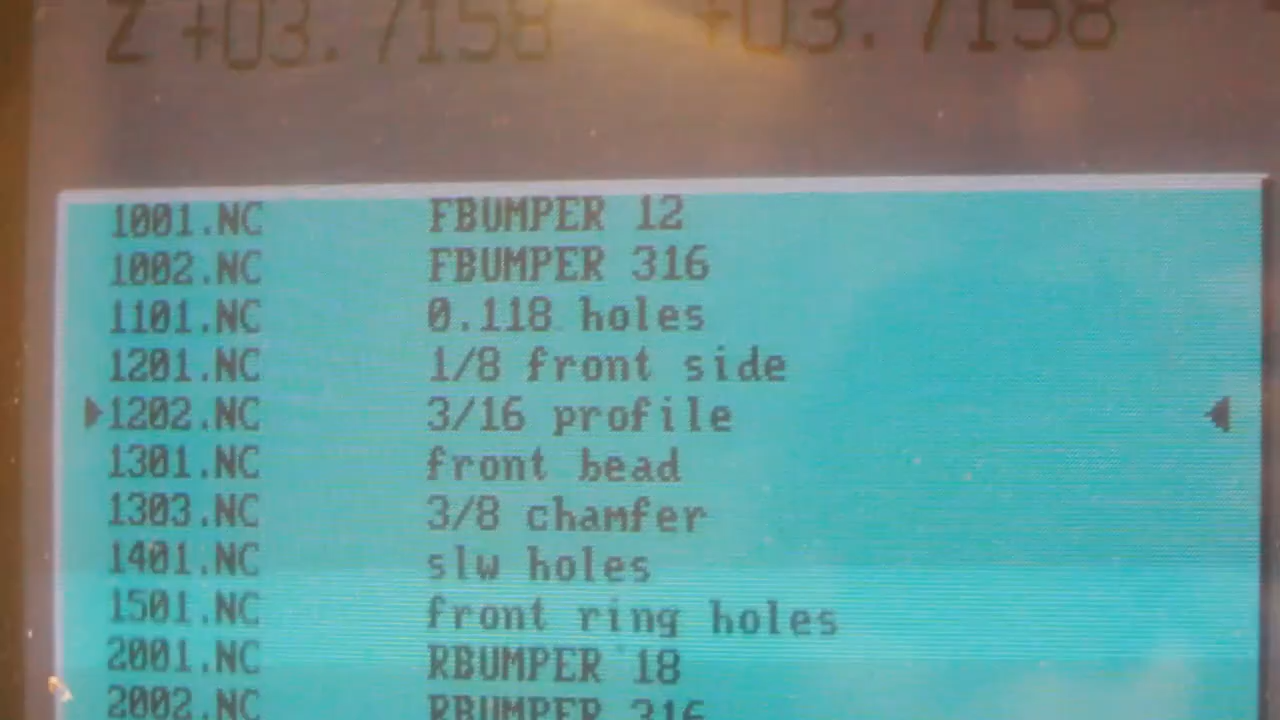 Z +03.7158 +03.7158
1001.NC FBUMPER 12
1002.NC FBUMPER 316
1101.NC 0.118 holes
1201.NC 1/8 front side
1202.NC 3/16 profile
1301.NC front bead
1303.NC 3/8 chamfer
1401.NC slw holes
1501.NC front ring holes
2001.NC RBUMPER 18
2002.NC RBUMPER 316